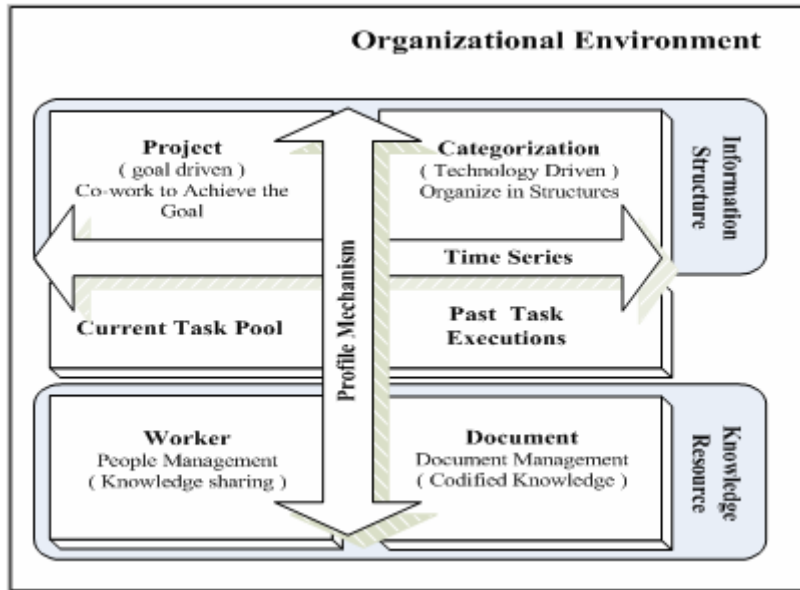 Organizational Environment
Project
( goal driven )
Co-work to Achieve the
Goal
Categorization
( Technology Driven )
Organize in Structures
Information
Structure
Time Series
Profile Mechanism
Current Task Pool
Past Task
Executions
Worker
People Management
( Knowledge sharing )
Document
Document Management
( Codified Knowledge )
Knowledge
Resource